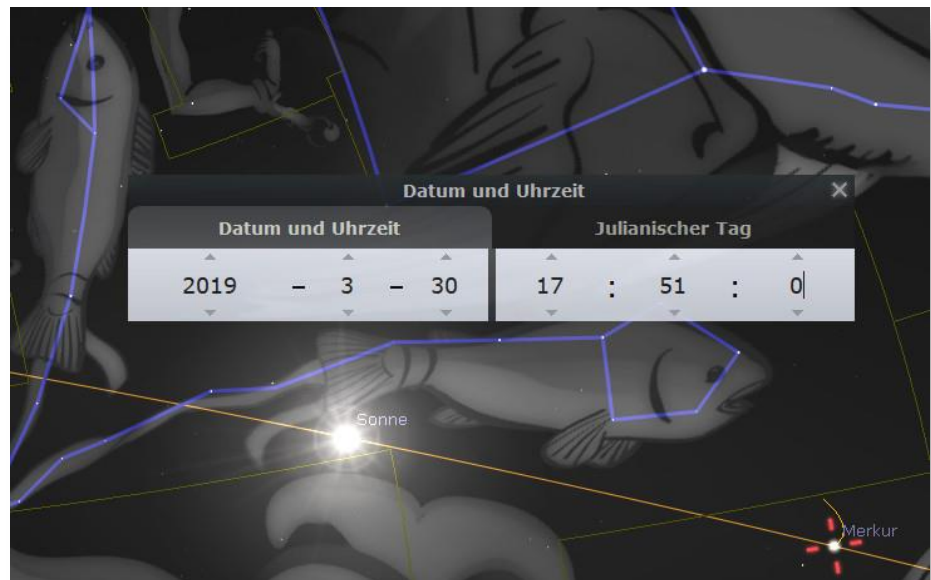 Datum und Uhrzeit ×
Datum und Uhrzeit Julianischer Tag
2019 – 3 – 30 17 : 51 : 0
Sonne
Merkur